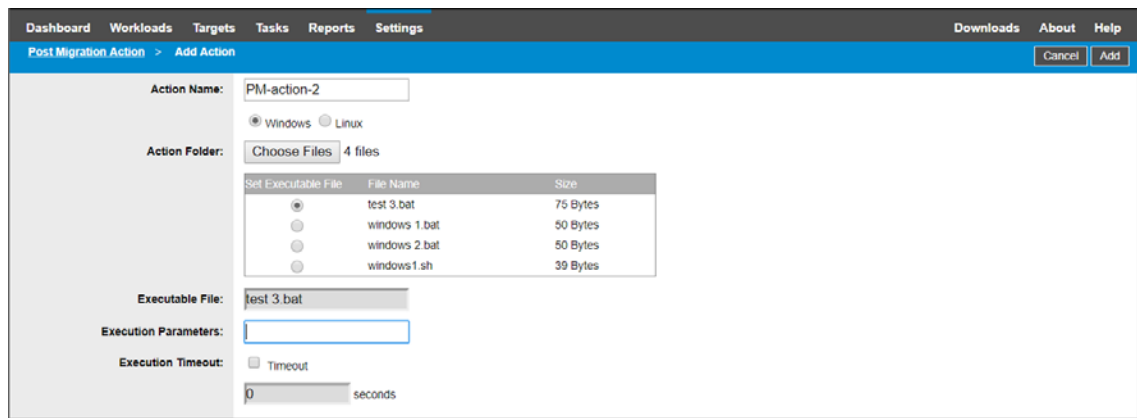 Dashboard Workloads Targets Tasks Reports Settings Downloads About Help
Post Migration Action > Add Action Cancel Add
Action Name: PM-action-2
Windows Linux
Action Folder: Choose Files 4 files
Set Executable File File Name Size
test 3.bat 75 Bytes
windows 1.bat 50 Bytes
windows 2.bat 50 Bytes
windows1.sh 39 Bytes
Executable File: test 3.bat
Execution Parameters:
Execution Timeout: Timeout
0 seconds